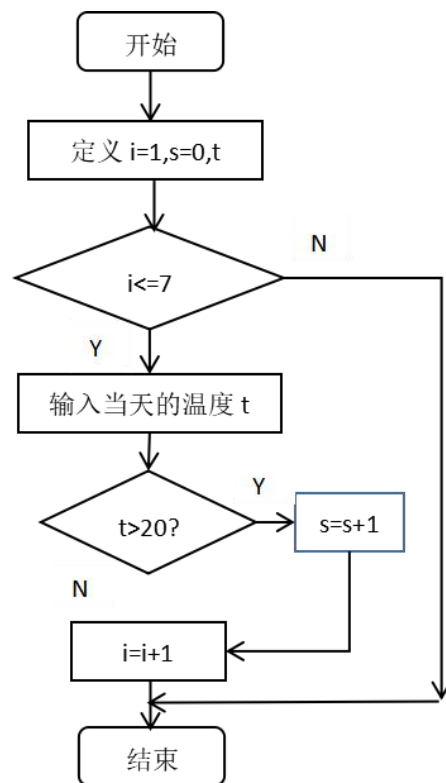 开始
定义 i=1,s=0,t
N
i<=7
Y
输入当天的温度 t
Y
t>20?
s=s+1
N
i=i+1
结束